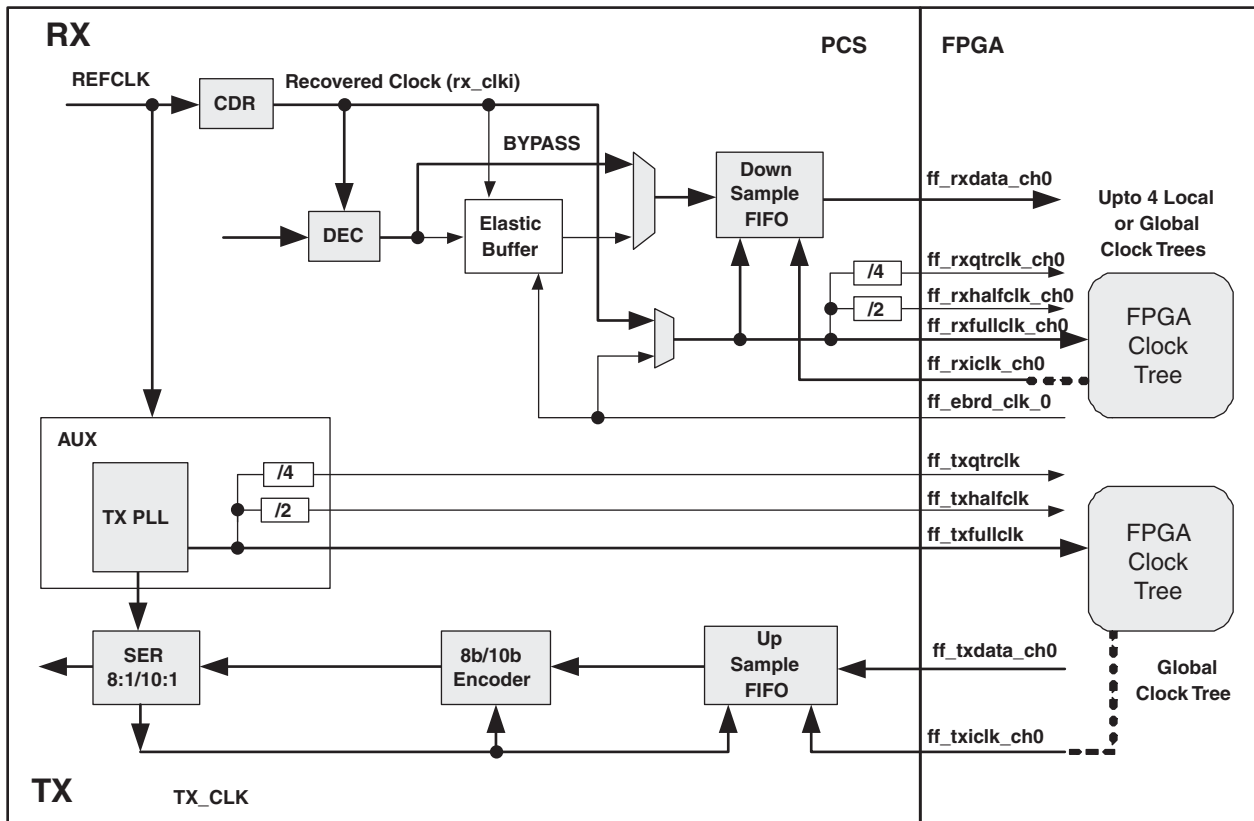 RX
PCS
FPGA
REFCLK
CDR
Recovered Clock (rx_clki)
BYPASS
DEC
Elastic
Buffer
Down
Sample
FIFO
ff_rxdata_ch0
Upto 4 Local
or Global
Clock Trees
/4
ff_rxqtrclk_ch0
/2
ff_rxhalfclk_ch0
ff_rxfullclk_ch0
ff_rxiclk_ch0
ff_ebrd_clk_0
FPGA
Clock
Tree
AUX
TX PLL
/4
/2
ff_txqtrclk
ff_txhalfclk
ff_txfullclk
FPGA
Clock
Tree
SER
8:1/10:1
8b/10b
Encoder
Up
Sample
FIFO
ff_txdata_ch0
Global
Clock Tree
ff_txiclk_ch0
TX
TX_CLK